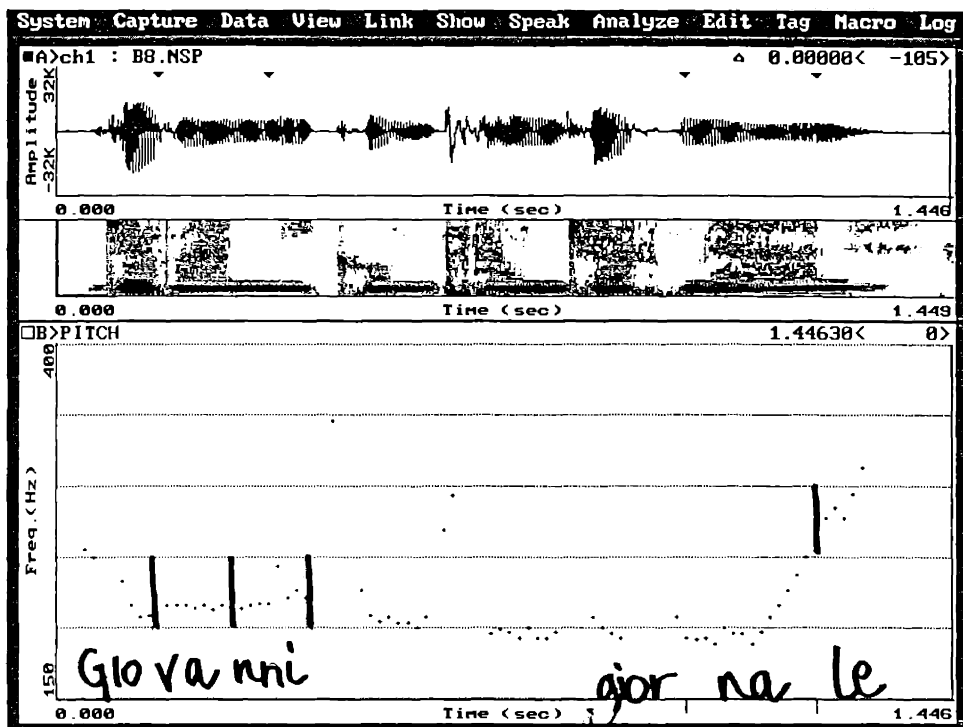 System Capture Data View Link Show Speak Analyze Edit Tag Macro Log
A>ch1 : B8.NSP 0.00000< -105>
32K
Amplitude
-32K
0.000 Time (sec) 1.446
0.000 Time (sec) 1.449
B>PITCH 1.44630< 0>
400
Freq.(Hz)
150
Giovanni gior na le
0.000 Time (sec) 1.446